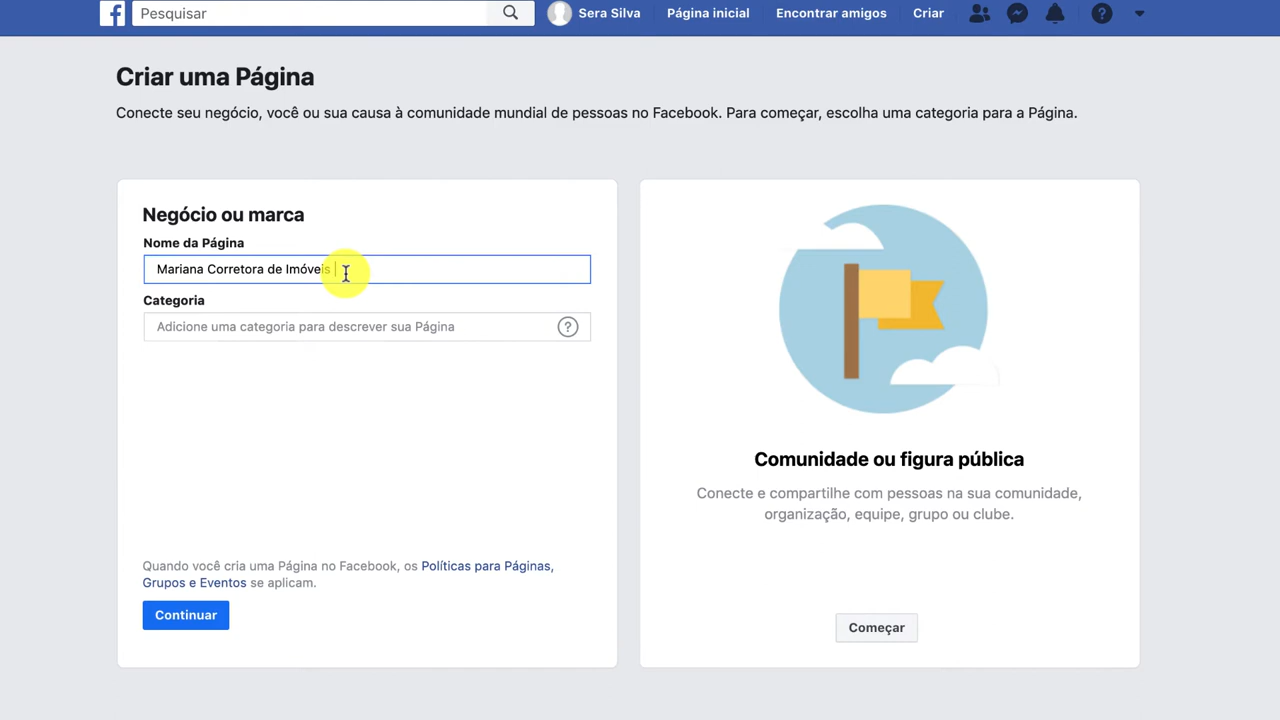 Pesquisar
Sera Silva
Página inicial
Encontrar amigos
Criar
Criar uma Página
Conecte seu negócio, você ou sua causa à comunidade mundial de pessoas no Facebook. Para começar, escolha uma categoria para a Página.
Negócio ou marca
Nome da Página
Mariana Corretora de Imóveis
Categoria
Adicione uma categoria para descrever sua Página
?
Quando você cria uma Página no Facebook, os Políticas para Páginas,
Grupos e Eventos se aplicam.
Continuar
Comunidade ou figura pública
Conecte e compartilhe com pessoas na sua comunidade,
organização, equipe, grupo ou clube.
Começar